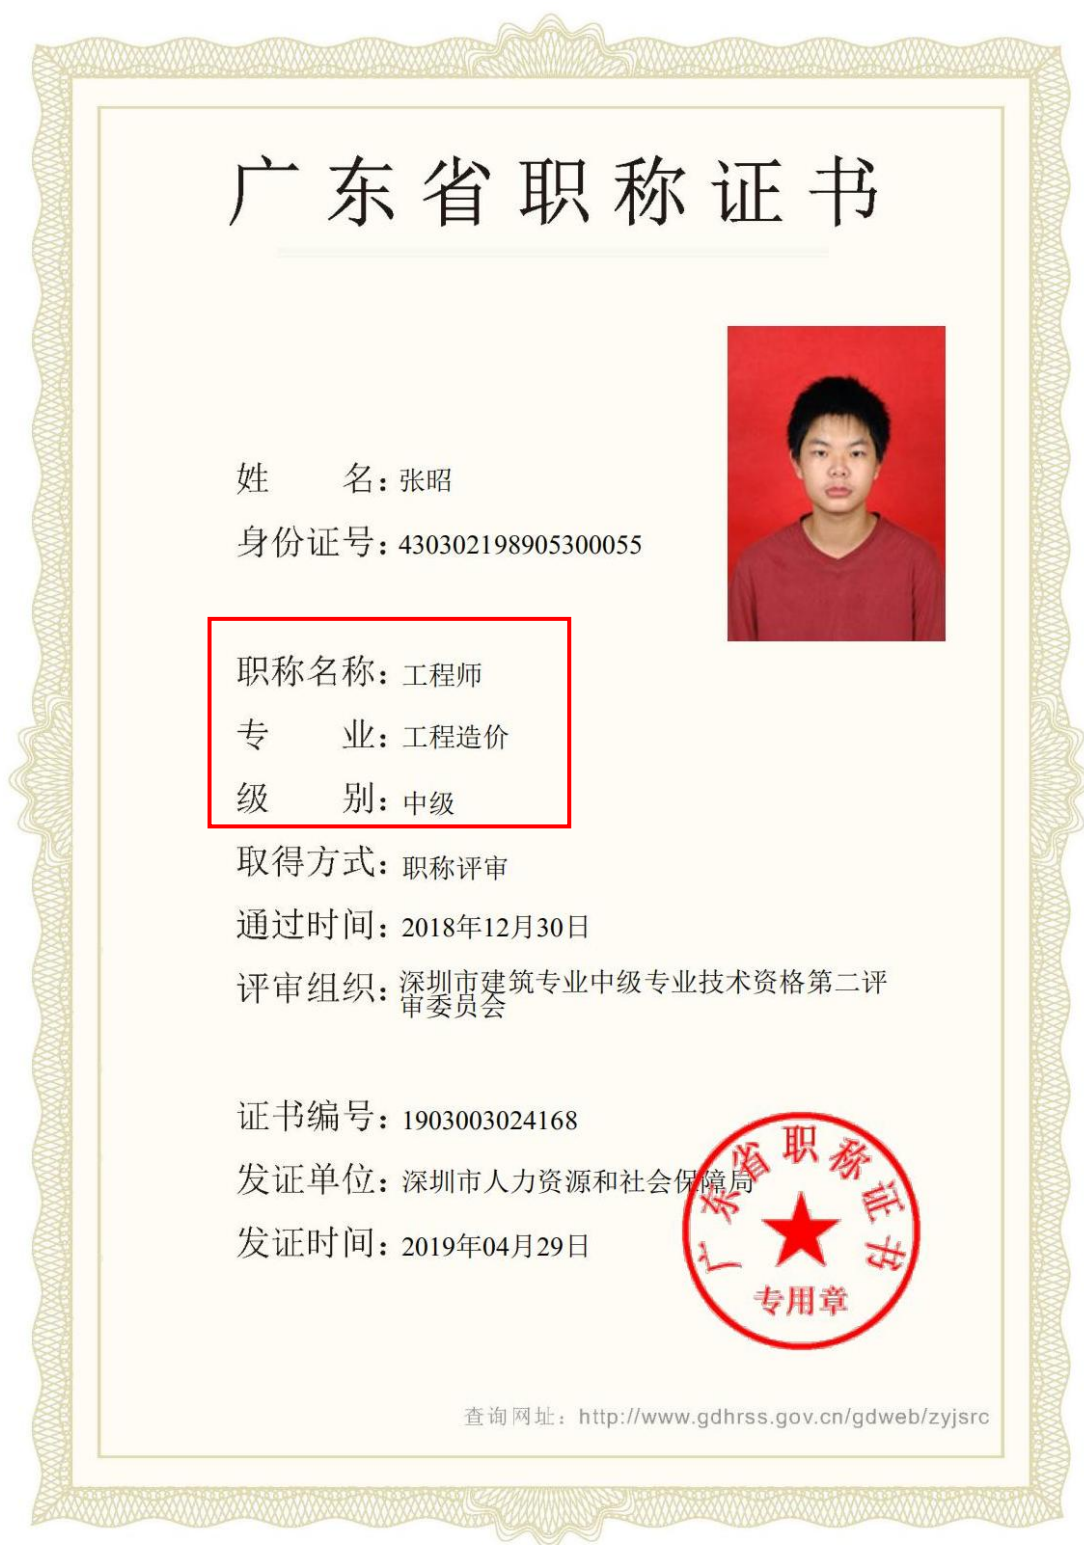 广东省职称证书
姓 名：张昭
身份证号：430302198905300055
职称名称：工程师
专 业：工程造价
级 别：中级
取得方式：职称评审
通过时间：2018年12月30日
评审组织：深圳市建筑专业中级专业技术资格第二评
审委员会
证书编号：1903003024168
发证单位：深圳市人力资源和社会保障局
发证时间：2019年04月29日
广东省职称证书
专用章
查询网址：http://www.gdhrss.gov.cn/gdweb/zyjsrc